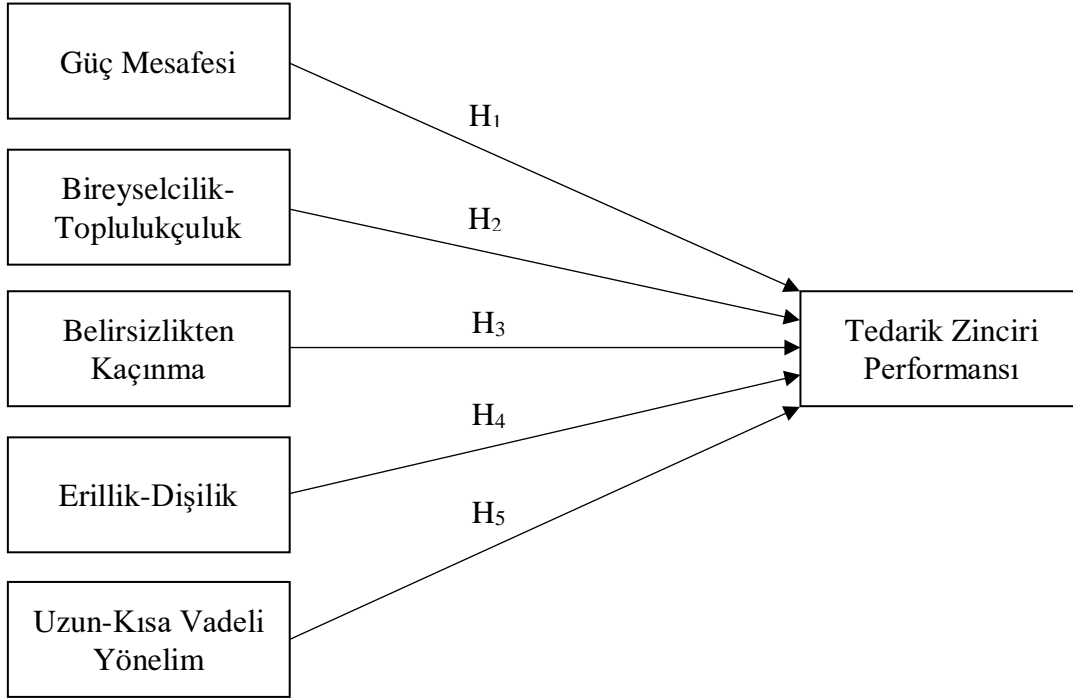 Güç Mesafesi
H₁
Bireyselcilik-
Toplulukçuluk
H₂
Belirsizlikten
Kaçınma
H₃
Tedarik Zinciri
Performansı
Erillik-Dişilik
H₄
Uzun-Kısa Vadeli
Yönelim
H₅